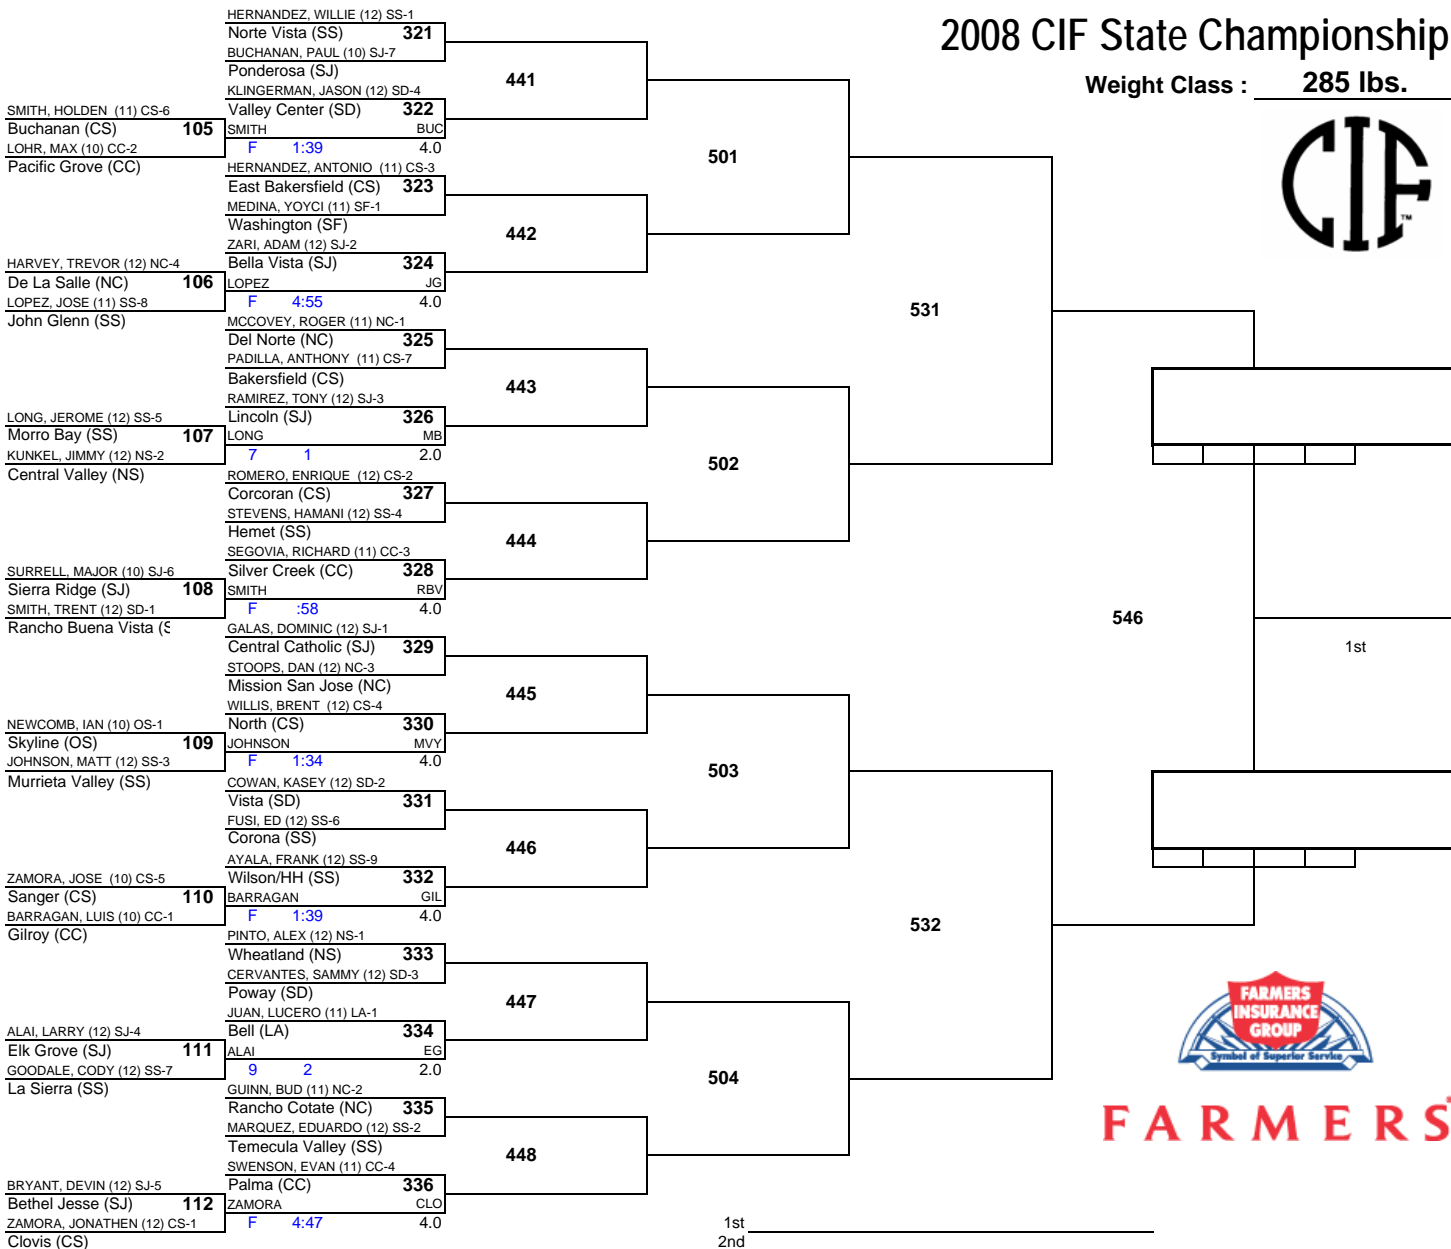 2008 CIF State Championship
Weight Class : 285 lbs.
CIF
TM
SMITH, HOLDEN (11) CS-6
Buchanan (CS) 105
LOHR, MAX (10) CC-2
Pacific Grove (CC)
HARVEY, TREVOR (12) NC-4
De La Salle (NC) 106
LOPEZ, JOSE (11) SS-8
John Glenn (SS)
LONG, JEROME (12) SS-5
Morro Bay (SS) 107
KUNKEL, JIMMY (12) NS-2
Central Valley (NS)
SURRELL, MAJOR (10) SJ-6
Sierra Ridge (SJ) 108
SMITH, TRENT (12) SD-1
Rancho Buena Vista (S
NEWCOMB, IAN (10) OS-1
Skyline (OS) 109
JOHNSON, MATT (12) SS-3
Murrieta Valley (SS)
ZAMORA, JOSE (10) CS-5
Sanger (CS) 110
BARRAGAN, LUIS (10) CC-1
Gilroy (CC)
ALAI, LARRY (12) SJ-4
Elk Grove (SJ) 111
GOODALE, CODY (12) SS-7
La Sierra (SS)
BRYANT, DEVIN (12) SJ-5
Bethel Jesse (SJ) 112
ZAMORA, JONATHEN (12) CS-1
Clovis (CS)
HERNANDEZ, WILLIE (12) SS-1
Norte Vista (SS) 321
BUCHANAN, PAUL (10) SJ-7
Ponderosa (SJ)
KLINGERMAN, JASON (12) SD-4
Valley Center (SD) 322
SMITH BUC
F 1:39 4.0
HERNANDEZ, ANTONIO (11) CS-3
East Bakersfield (CS) 323
MEDINA, YOYCI (11) SF-1
Washington (SF)
ZARI, ADAM (12) SJ-2
Bella Vista (SJ) 324
LOPEZ JG
F 4:55 4.0
MCCOVEY, ROGER (11) NC-1
Del Norte (NC) 325
PADILLA, ANTHONY (11) CS-7
Bakersfield (CS)
RAMIREZ, TONY (12) SJ-3
Lincoln (SJ) 326
LONG MB
7 1 2.0
ROMERO, ENRIQUE (12) CS-2
Corcoran (CS) 327
STEVENS, HAMANI (12) SS-4
Hemet (SS)
SEGOVIA, RICHARD (11) CC-3
Silver Creek (CC) 328
SMITH RBV
F :58 4.0
GALAS, DOMINIC (12) SJ-1
Central Catholic (SJ) 329
STOOPS, DAN (12) NC-3
Mission San Jose (NC)
WILLIS, BRENT (12) CS-4
North (CS) 330
JOHNSON MVY
F 1:34 4.0
COWAN, KASEY (12) SD-2
Vista (SD) 331
FUSI, ED (12) SS-6
Corona (SS)
AYALA, FRANK (12) SS-9
Wilson/HH (SS) 332
BARRAGAN GIL
F 1:39 4.0
PINTO, ALEX (12) NS-1
Wheatland (NS) 333
CERVANTES, SAMMY (12) SD-3
Poway (SD)
JUAN, LUCERO (11) LA-1
Bell (LA) 334
ALAI EG
9 2 2.0
GUINN, BUD (11) NC-2
Rancho Cotate (NC) 335
MARQUEZ, EDUARDO (12) SS-2
Temecula Valley (SS)
SWENSON, EVAN (11) CC-4
Palma (CC) 336
ZAMORA CLO
F 4:47 4.0
441
442
443
444
445
446
447
448
501
502
503
504
531
532
546
1st
FARMERS
INSURANCE
GROUP
Symbol of Superior Service
FARMERS
1st
2nd